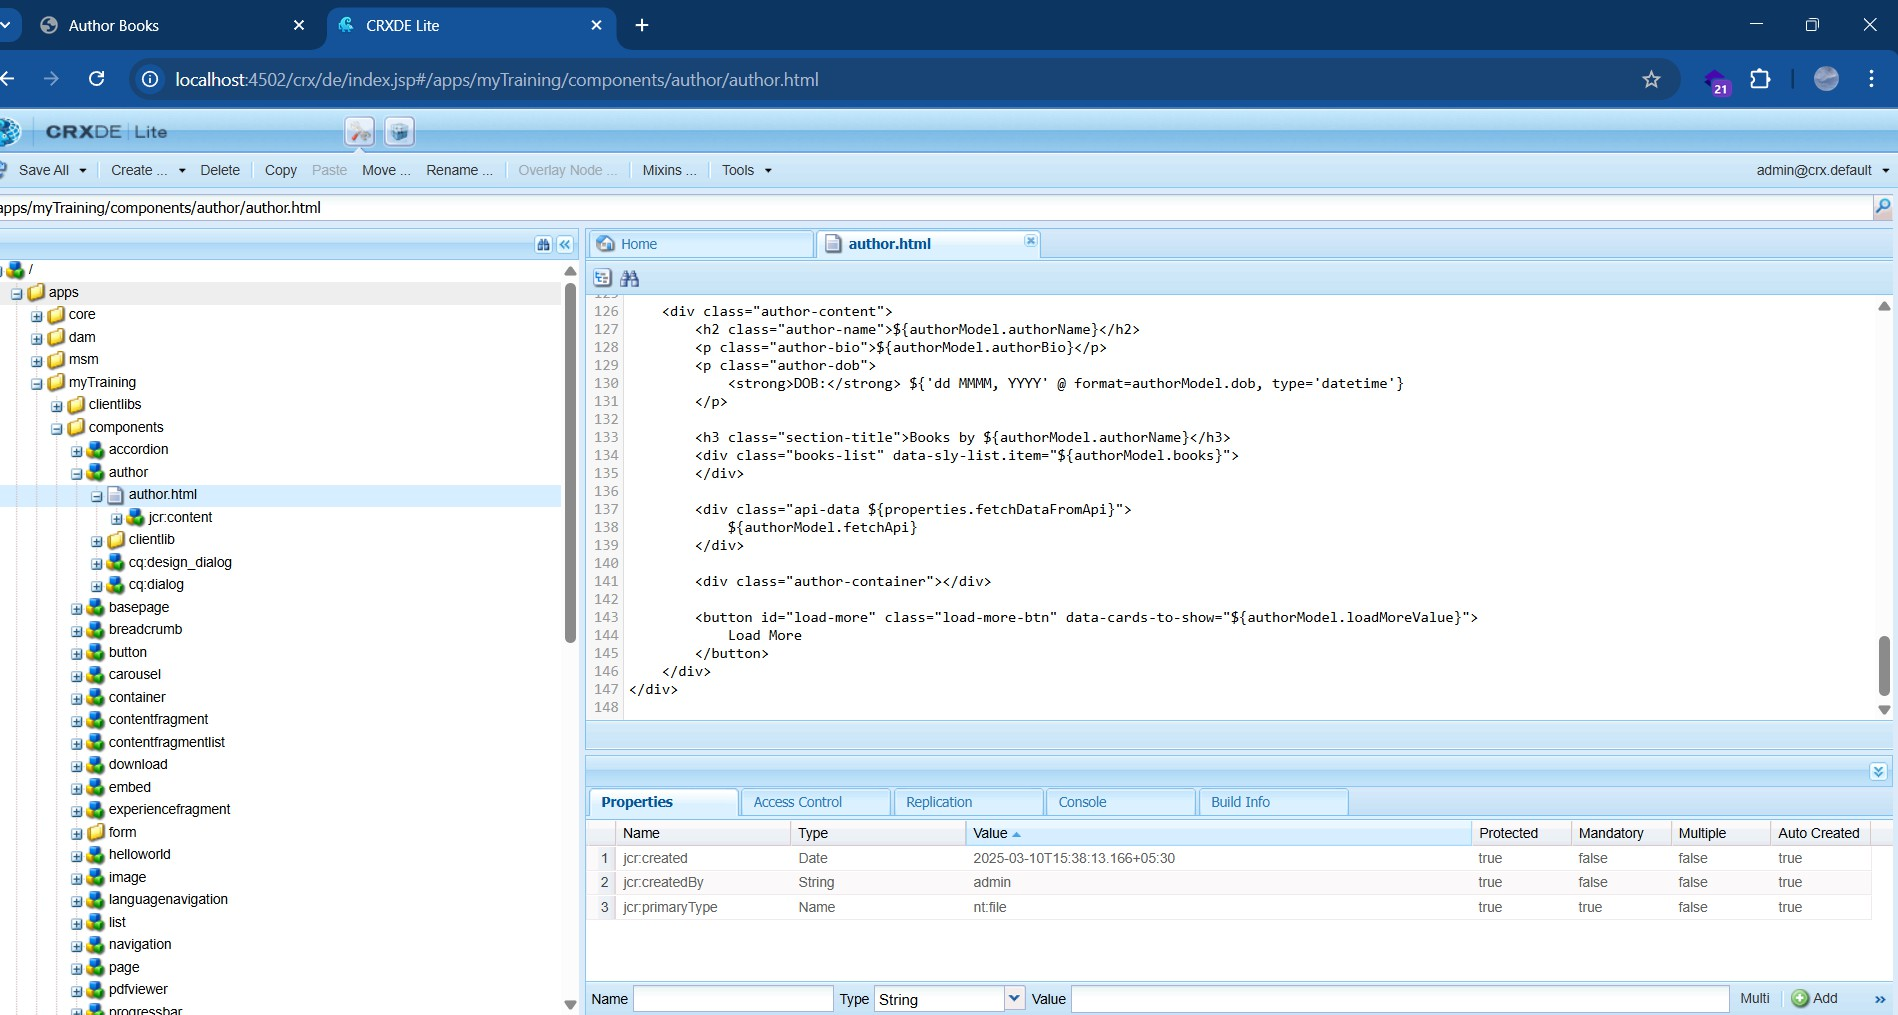 Author Books
CRXDE Lite
localhost:4502/crx/de/index.jsp#/apps/myTraining/components/author/author.html
21
CRXDE | Lite
Save All
Create ...
Delete
Copy
Paste
Move ...
Rename ...
Overlay Node ...
Mixins ...
Tools
admin@crx.default
apps/myTraining/components/author/author.html
/
apps
core
dam
msm
myTraining
clientlibs
components
accordion
author
author.html
jcr:content
clientlib
cq:design_dialog
cq:dialog
basepage
breadcrumb
button
carousel
container
contentfragment
contentfragmentlist
download
embed
experiencefragment
form
helloworld
image
languagenavigation
list
navigation
page
pdfviewer
progressbar
Home
author.html
125
126 <div class="author-content">
127 <h2 class="author-name">${authorModel.authorName}</h2>
128 <p class="author-bio">${authorModel.authorBio}</p>
129 <p class="author-dob">
130 <strong>DOB:</strong> ${'dd MMMM, YYYY' @ format=authorModel.dob, type='datetime'}
131 </p>
132
133 <h3 class="section-title">Books by ${authorModel.authorName}</h3>
134 <div class="books-list" data-sly-list.item="${authorModel.books}">
135 </div>
136
137 <div class="api-data ${properties.fetchDataFromApi}">
138 ${authorModel.fetchApi}
139 </div>
140
141 <div class="author-container"></div>
142
143 <button id="load-more" class="load-more-btn" data-cards-to-show="${authorModel.loadMoreValue}">
144 Load More
145 </button>
146 </div>
147 </div>
148
Properties
Access Control
Replication
Console
Build Info
Name Type Value Protected Mandatory Multiple Auto Created
1 jcr:created Date 2025-03-10T15:38:13.166+05:30 true false false true
2 jcr:createdBy String admin true false false true
3 jcr:primaryType Name nt:file true true false true
Name Type String Value Multi Add »